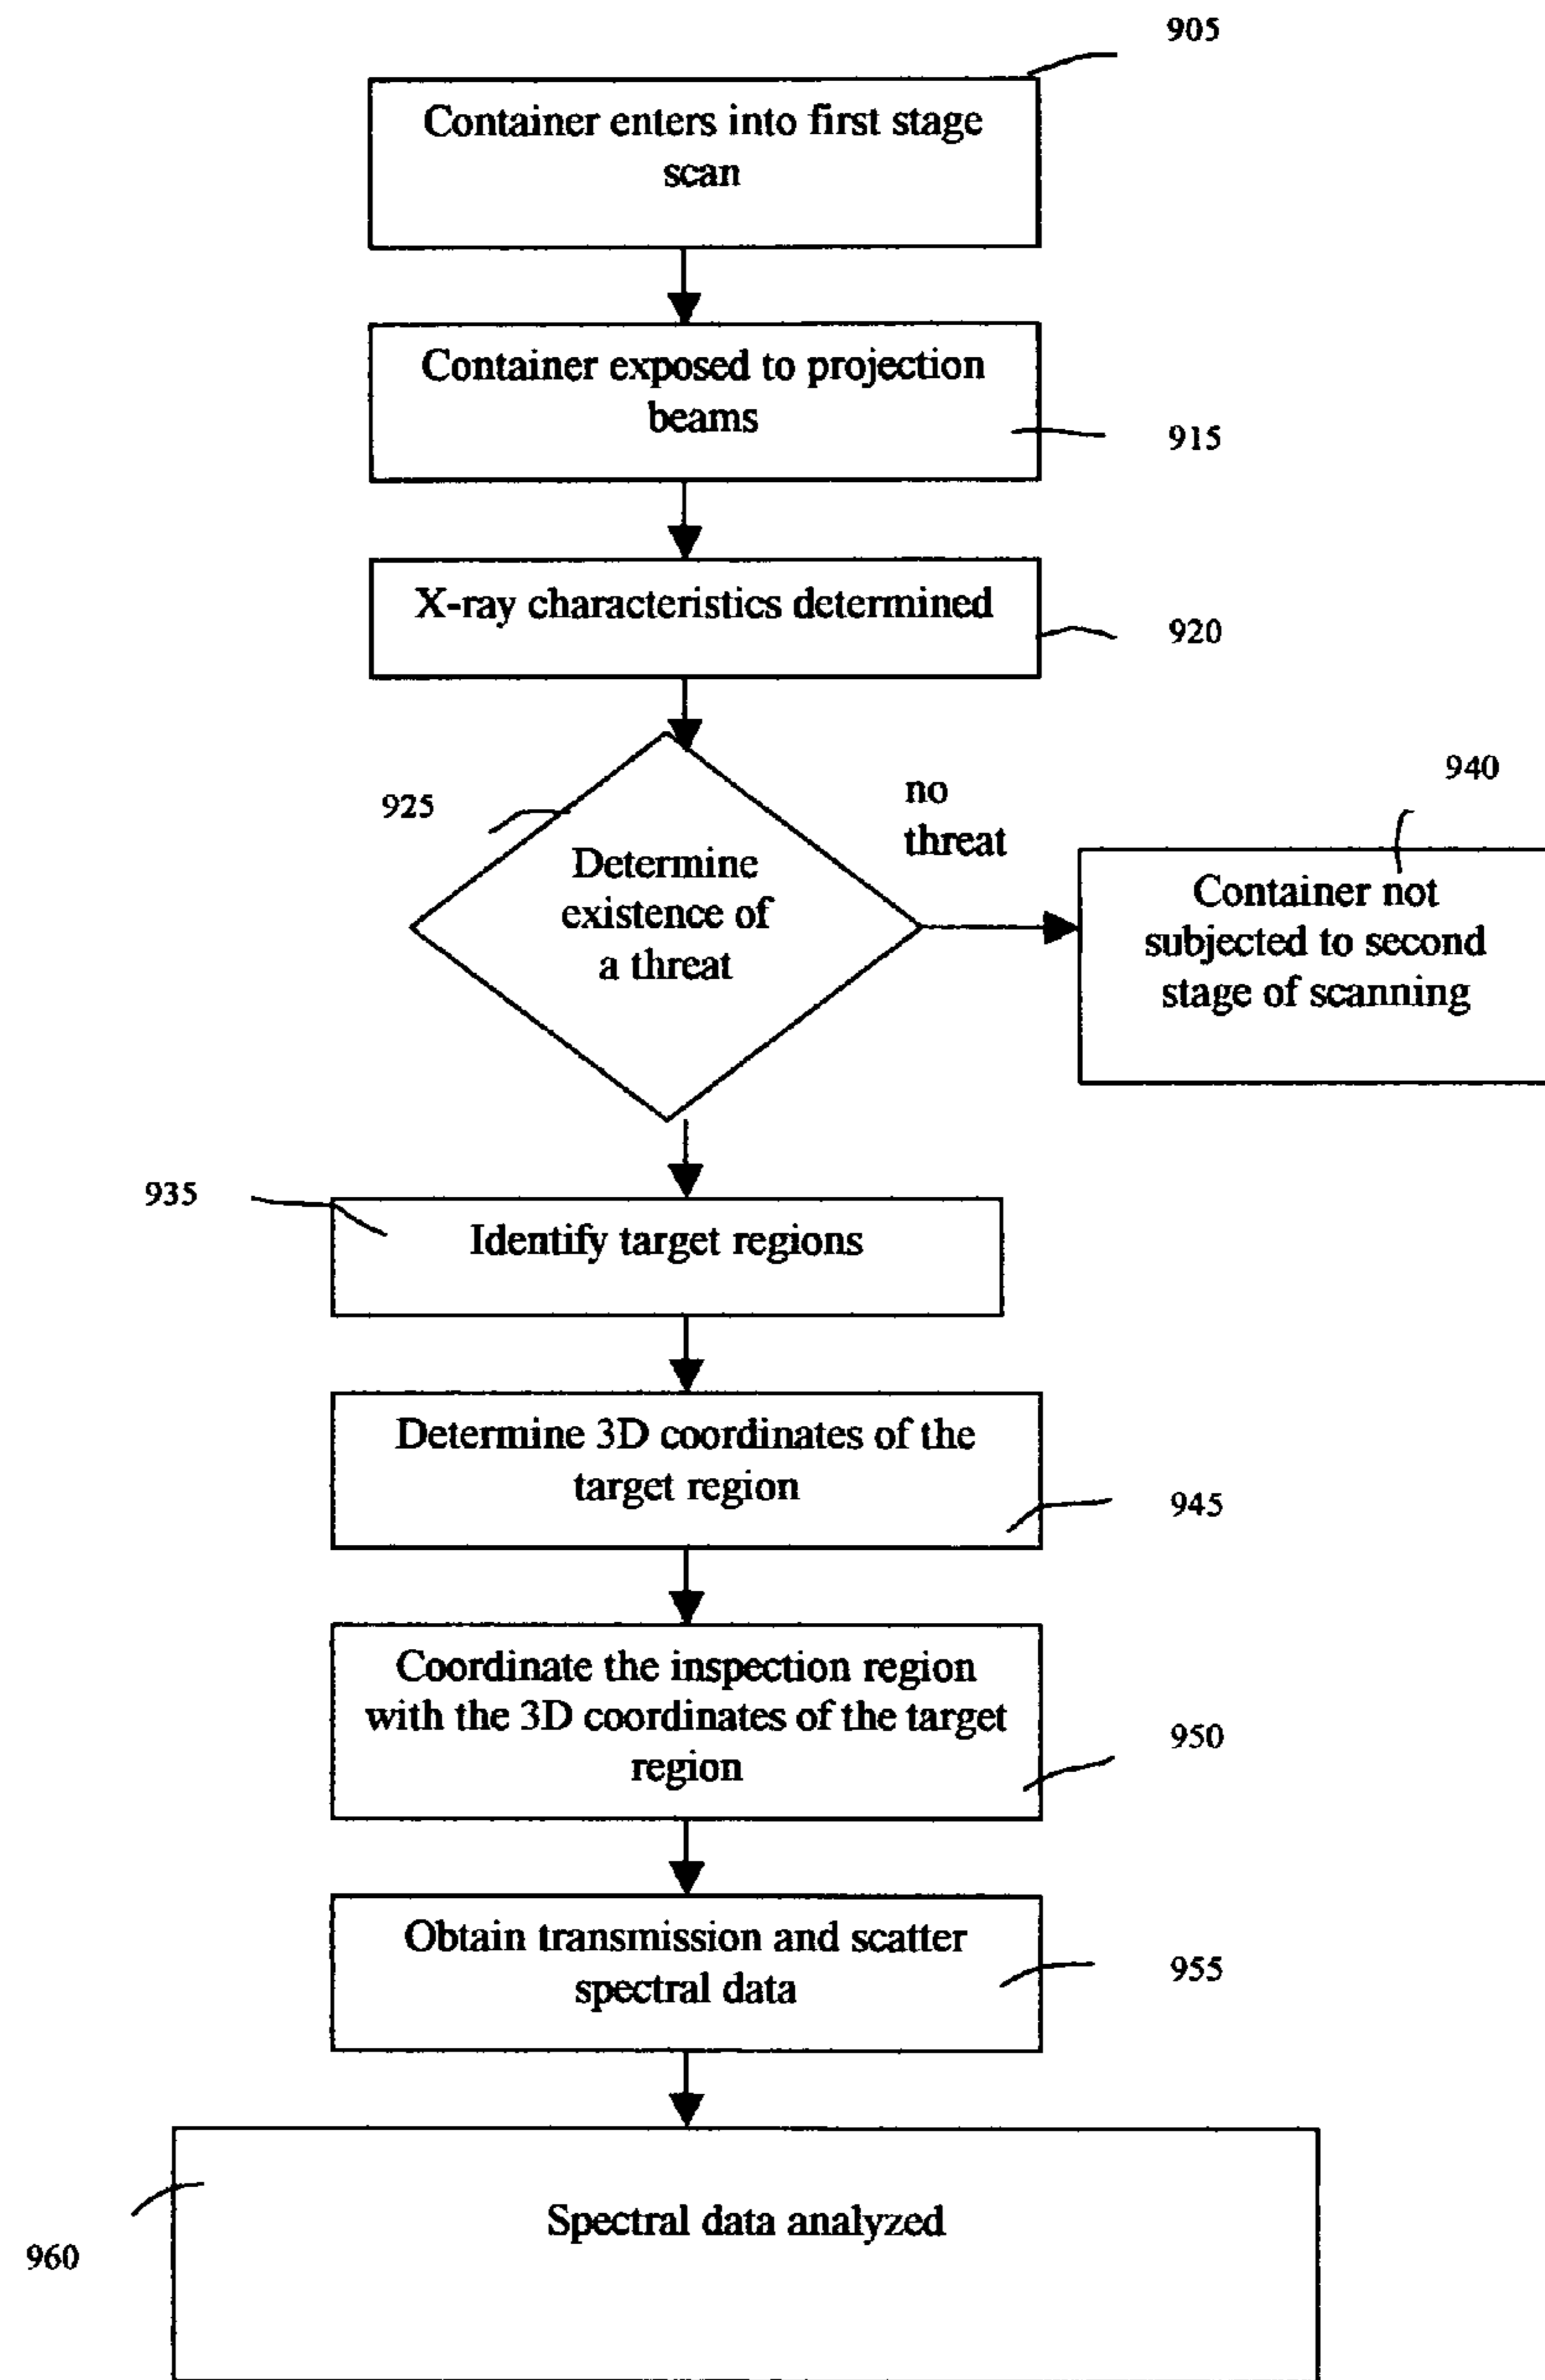 905
Container enters into first stage
scan
Container exposed to projection
beams
915
X-ray characteristics determined
920
925
Determine
existence of
a threat
no
threat
940
Container not
subjected to second
stage of scanning
935
Identify target regions
Determine 3D coordinates of the
target region
945
Coordinate the inspection region
with the 3D coordinates of the target
region
950
Obtain transmission and scatter
spectral data
955
Spectral data analyzed
960